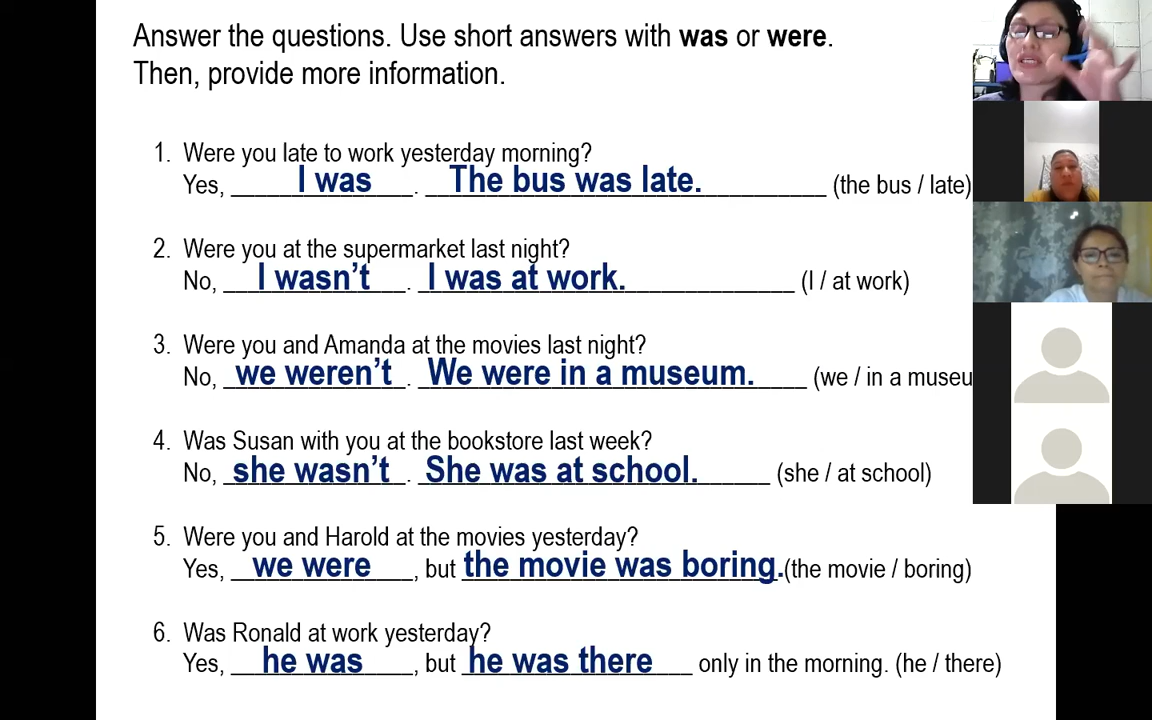 Answer the questions. Use short answers with was or were.
Then, provide more information.
1. Were you late to work yesterday morning?
Yes, I was. The bus was late. (the bus / late)
2. Were you at the supermarket last night?
No, I wasn't. I was at work. (I / at work)
3. Were you and Amanda at the movies last night?
No, we weren't. We were in a museum. (we / in a museu
4. Was Susan with you at the bookstore last week?
No, she wasn't. She was at school. (she / at school)
5. Were you and Harold at the movies yesterday?
Yes, we were, but the movie was boring. (the movie / boring)
6. Was Ronald at work yesterday?
Yes, he was, but he was there only in the morning. (he / there)